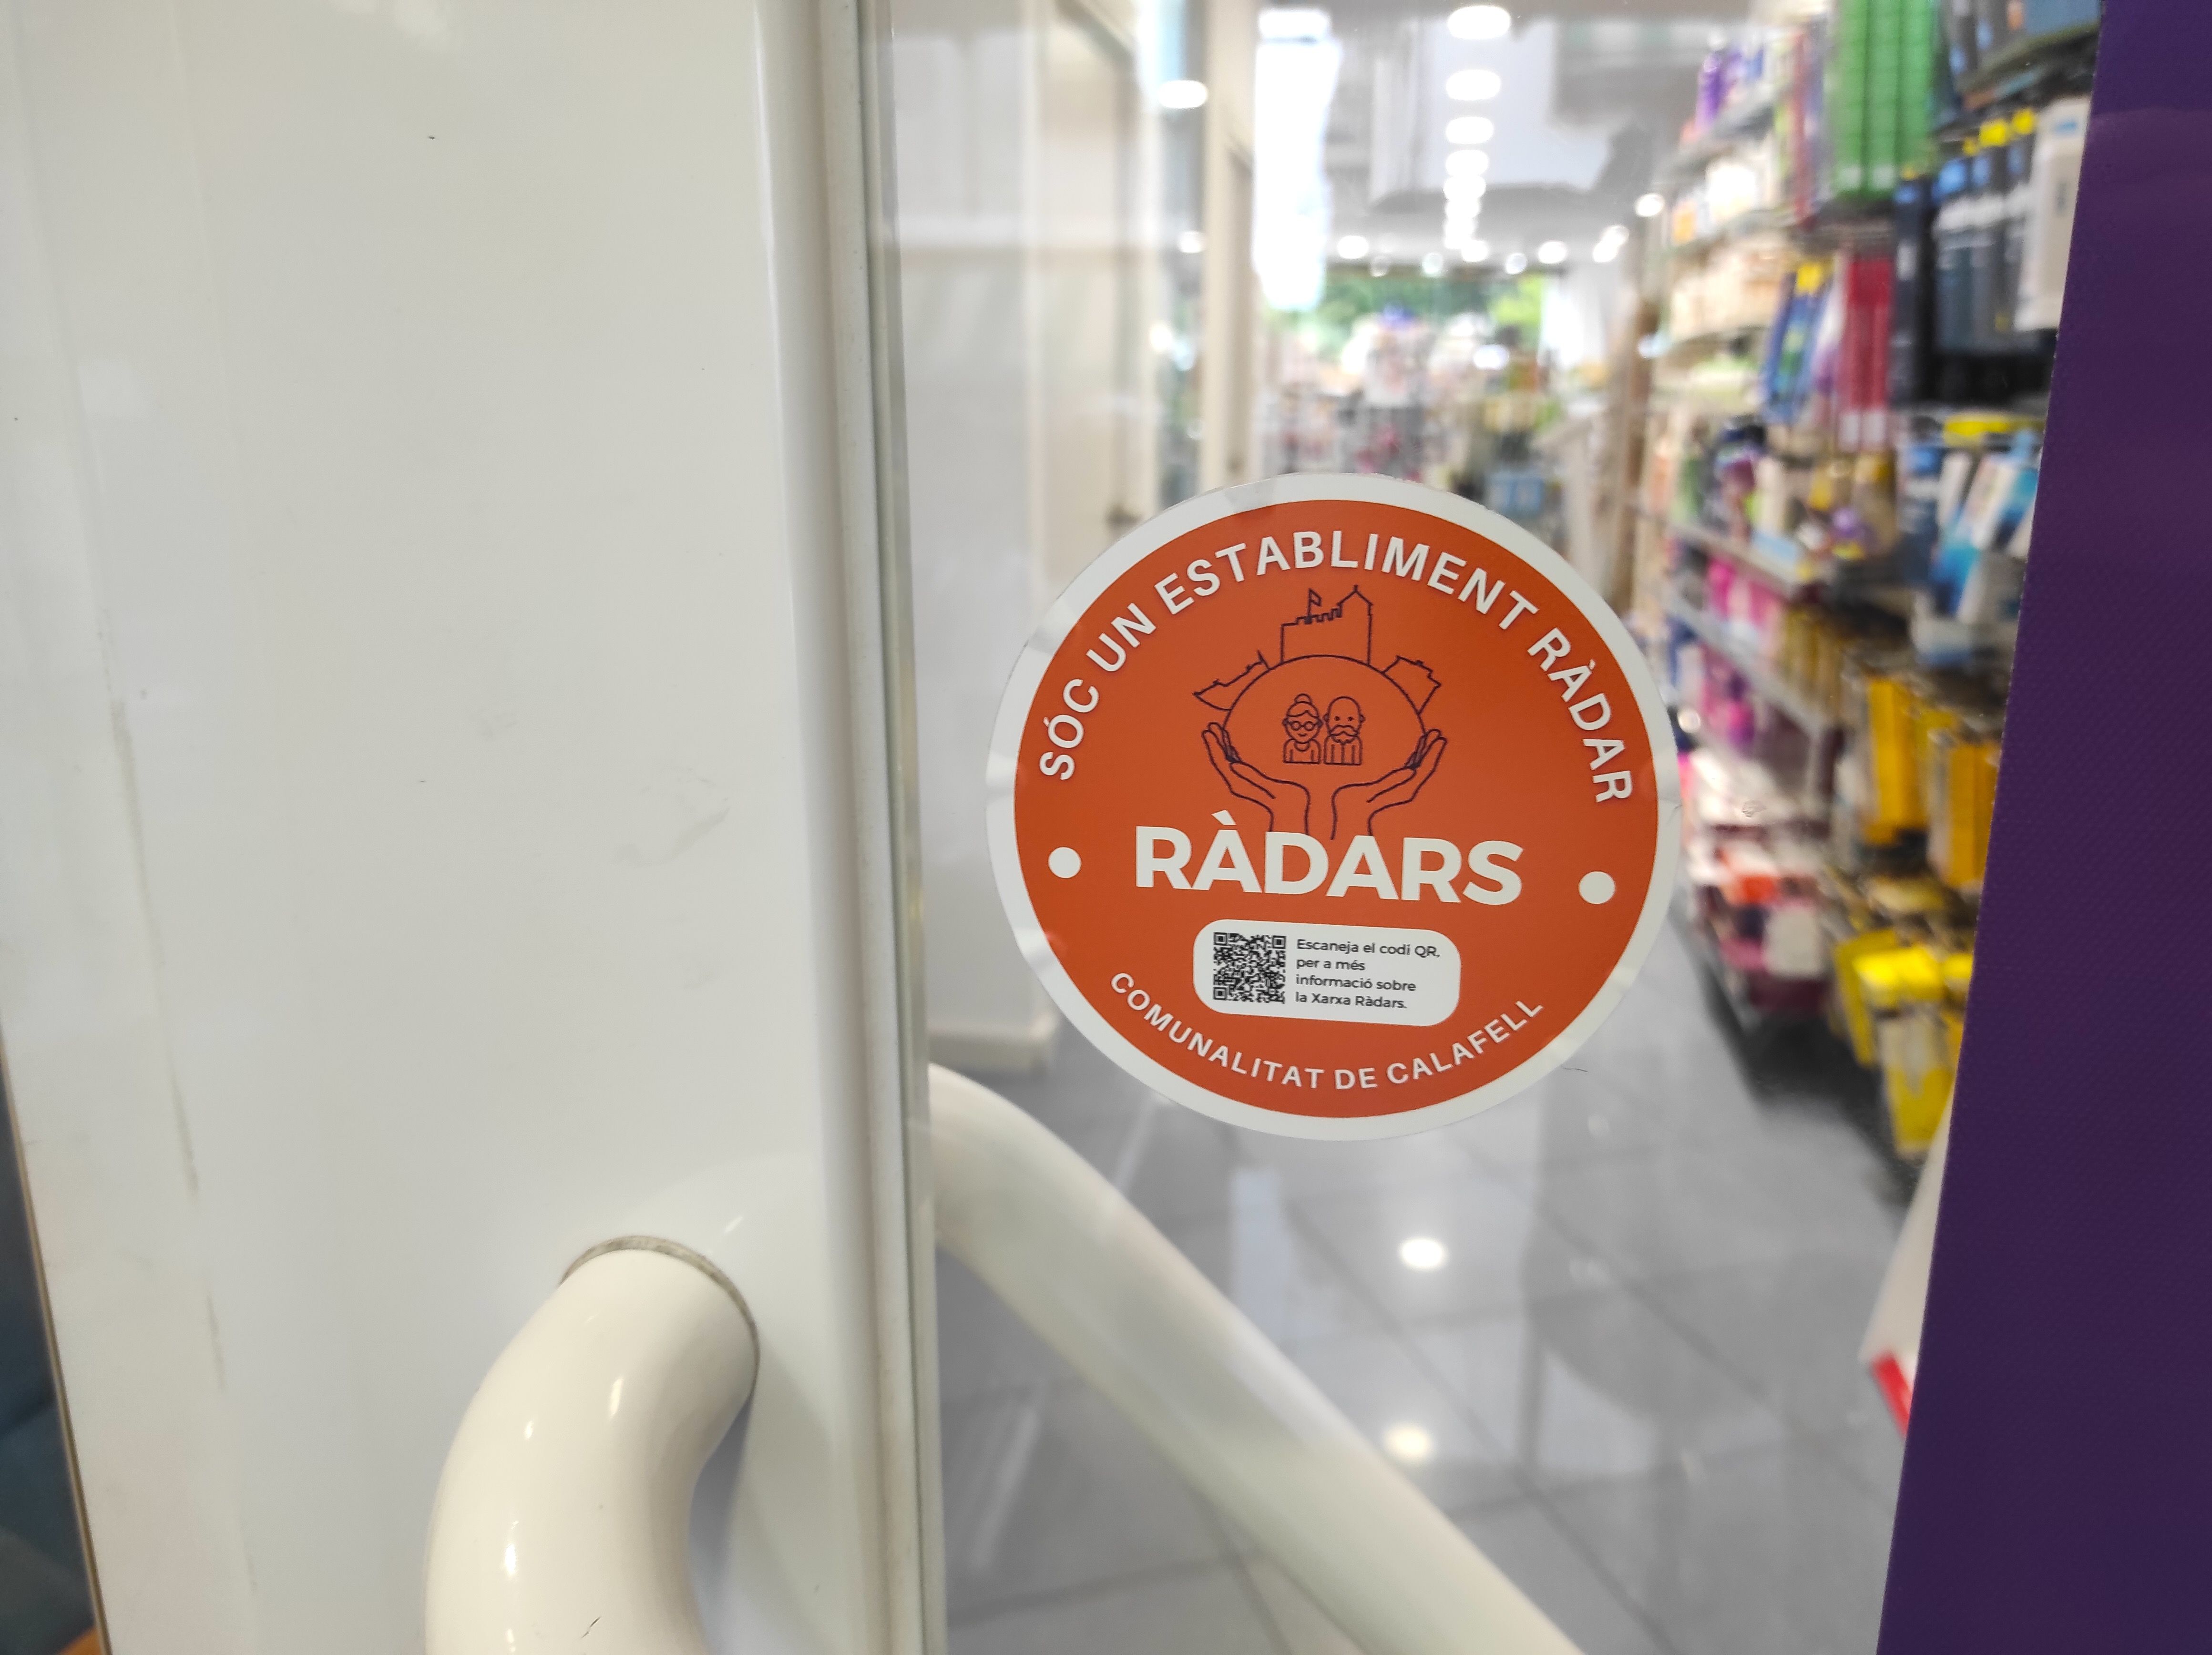 SÓC UN ESTABLIMENT RÀDAR
RÀDARS
Escaneja el codi QR,
per a més
informació sobre
la Xarxa Ràdars.
COMUNALITAT DE CALAFELL